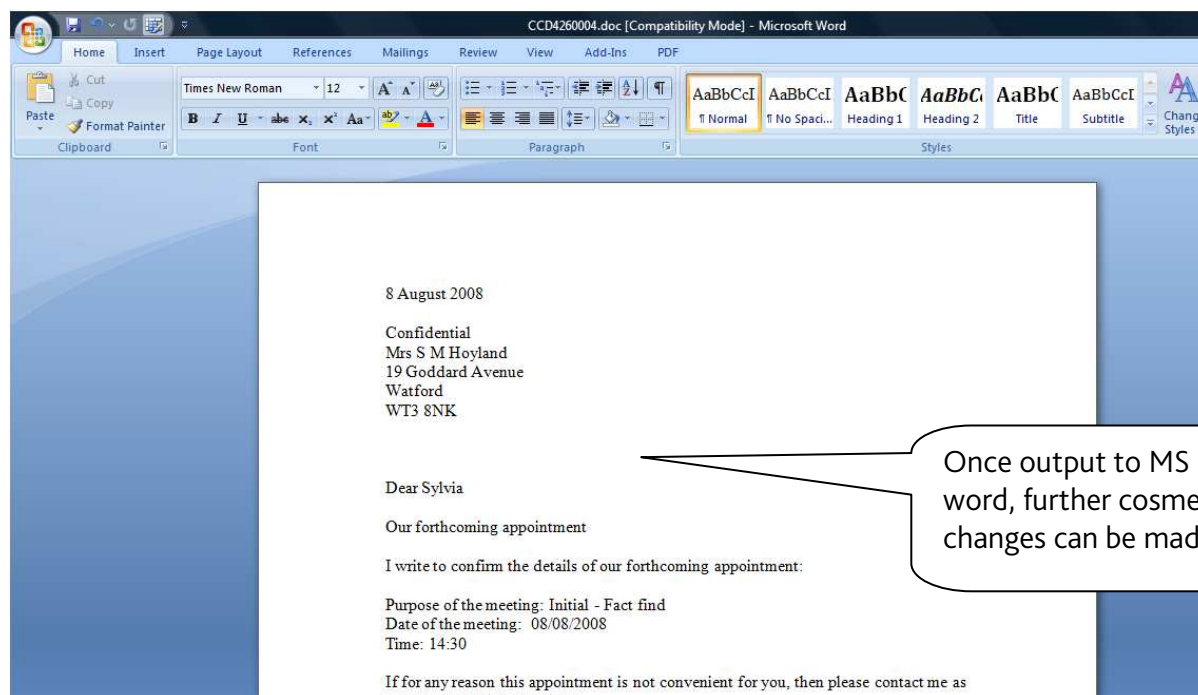 CCD4260004.doc [Compatibility Mode] - Microsoft Word
Home Insert Page Layout References Mailings Review View Add-Ins PDF
Cut
Copy
Format Painter
Paste
Clipboard
Times New Roman 12
B I U abe X₂ X² Aa
Font
Paragraph
AaBbCcI AaBbCcI AaBbC AaBbCc AaBbC AaBbCcI
¶ Normal ¶ No Spaci... Heading 1 Heading 2 Title Subtitle
Chang
Styles
Styles
8 August 2008
Confidential
Mrs S M Hoyland
19 Goddard Avenue
Watford
WT3 8NK
Once output to MS
word, further cosme
changes can be mad
Dear Sylvia
Our forthcoming appointment
I write to confirm the details of our forthcoming appointment:
Purpose of the meeting: Initial - Fact find
Date of the meeting: 08/08/2008
Time: 14:30
If for any reason this appointment is not convenient for you, then please contact me as